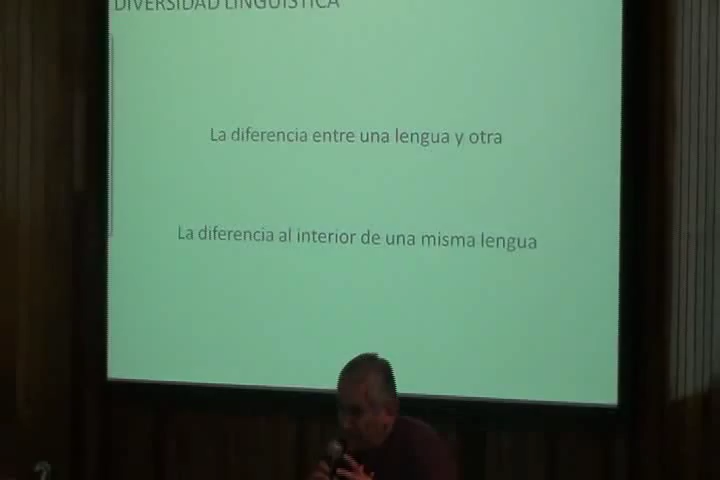 DIVERSIDAD LINGÜÍSTICA
La diferencia entre una lengua y otra
La diferencia al interior de una misma lengua